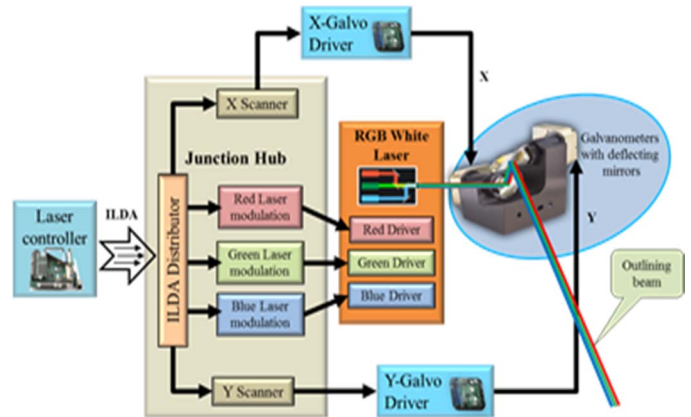 X-Galvo
Driver
X Scanner
X
Junction Hub
RGB White
Laser
Galvanometers
with deflecting
mirrors
Laser
controller
ILDA
ILDA Distributor
Red Laser
modulation
Red Driver
Green Laser
modulation
Green Driver
Blue Laser
modulation
Blue Driver
Y
Outlining
beam
Y Scanner
Y-Galvo
Driver